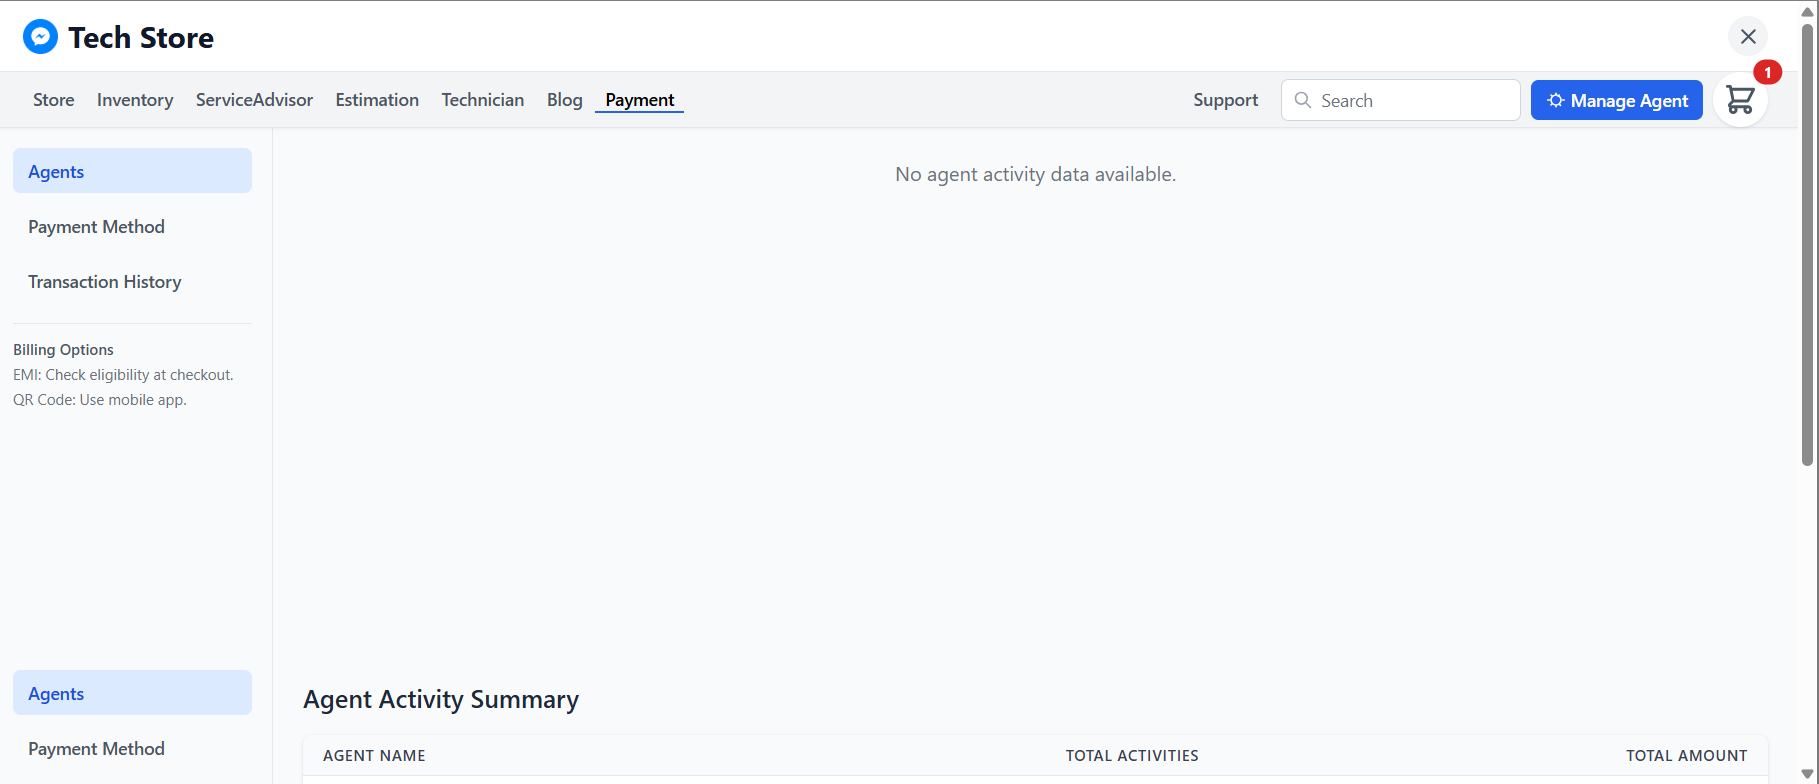 Tech Store
1
Store Inventory ServiceAdvisor Estimation Technician Blog Payment Support Search Manage Agent
Agents
No agent activity data available.
Payment Method
Transaction History
Billing Options
EMI: Check eligibility at checkout.
QR Code: Use mobile app.
Agents
Agent Activity Summary
Payment Method
AGENT NAME TOTAL ACTIVITIES TOTAL AMOUNT